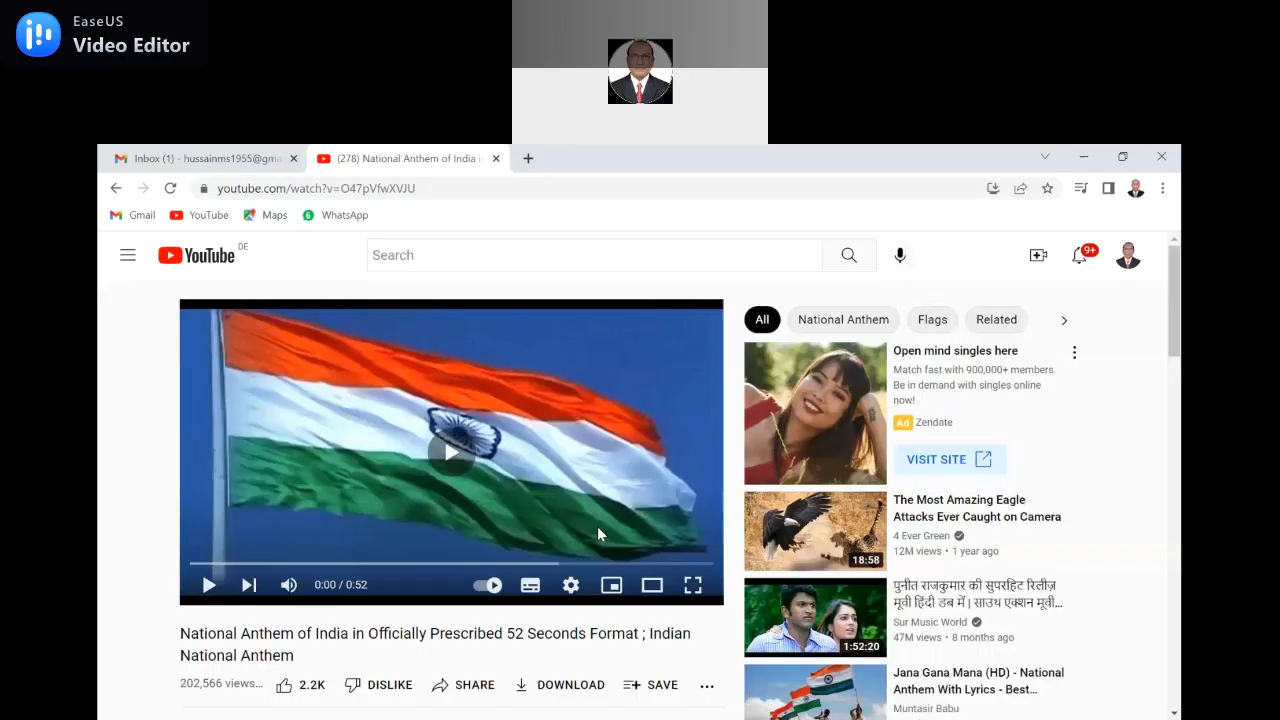 EaseUS
Video Editor
Inbox (1) - hussainms1955@gma
(278) National Anthem of India i
youtube.com/watch?v=O47pVfwXVJU
Gmail
YouTube
Maps
6
WhatsApp
YouTube
DE
Search
9+
All
National Anthem
Flags
Related
Open mind singles here
Match fast with 900,000+ members.
Be in demand with singles online
now!
Ad Zendate
VISIT SITE
The Most Amazing Eagle
Attacks Ever Caught on Camera
4 Ever Green
12M views • 1 year ago
18:58
पुनीत राजकुमार की सुपरहिट रिलीज़
मूवी हिंदी डब में | साउथ एक्शन मूवी...
Sur Music World
47M views • 8 months ago
1:52:20
Jana Gana Mana (HD) - National
Anthem With Lyrics - Best...
Muntasir Babu
0:00 / 0:52
National Anthem of India in Officially Prescribed 52 Seconds Format ; Indian
National Anthem
202,566 views...
2.2K
DISLIKE
SHARE
DOWNLOAD
SAVE